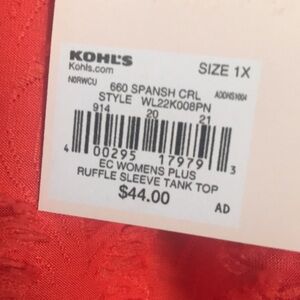 KOHL'S
Kohls.com
SIZE 1X
N0RWCU
660 SPANSH CRL
STYLE WL22K008PN
914 20 21
4 00295 17979 3
EC WOMENS PLUS
RUFFLE SLEEVE TANK TOP
$44.00
AD